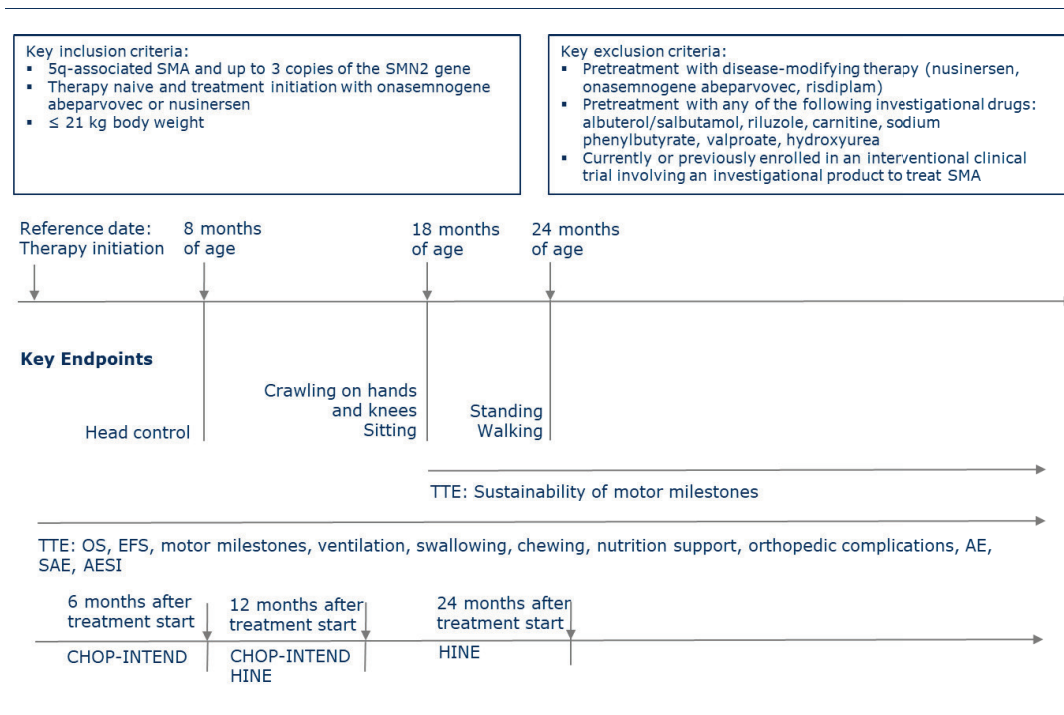 Key inclusion criteria:
▪ 5q-associated SMA and up to 3 copies of the SMN2 gene
▪ Therapy naive and treatment initiation with onasemnogene
abeparvovec or nusinersen
▪ ≤ 21 kg body weight
Key exclusion criteria:
▪ Pretreatment with disease-modifying therapy (nusinersen,
onasemnogene abeparvovec, risdiplam)
▪ Pretreatment with any of the following investigational drugs:
albuterol/salbutamol, riluzole, carnitine, sodium
phenylbutyrate, valproate, hydroxyurea
▪ Currently or previously enrolled in an interventional clinical
trial involving an investigational product to treat SMA
Reference date:
Therapy initiation
8 months
of age
18 months
of age
24 months
of age
Key Endpoints
Head control
Crawling on hands
and knees
Sitting
Standing
Walking
TTE: Sustainability of motor milestones
TTE: OS, EFS, motor milestones, ventilation, swallowing, chewing, nutrition support, orthopedic complications, AE,
SAE, AESI
6 months after
treatment start
12 months after
treatment start
24 months after
treatment start
CHOP-INTEND
CHOP-INTEND
HINE
HINE